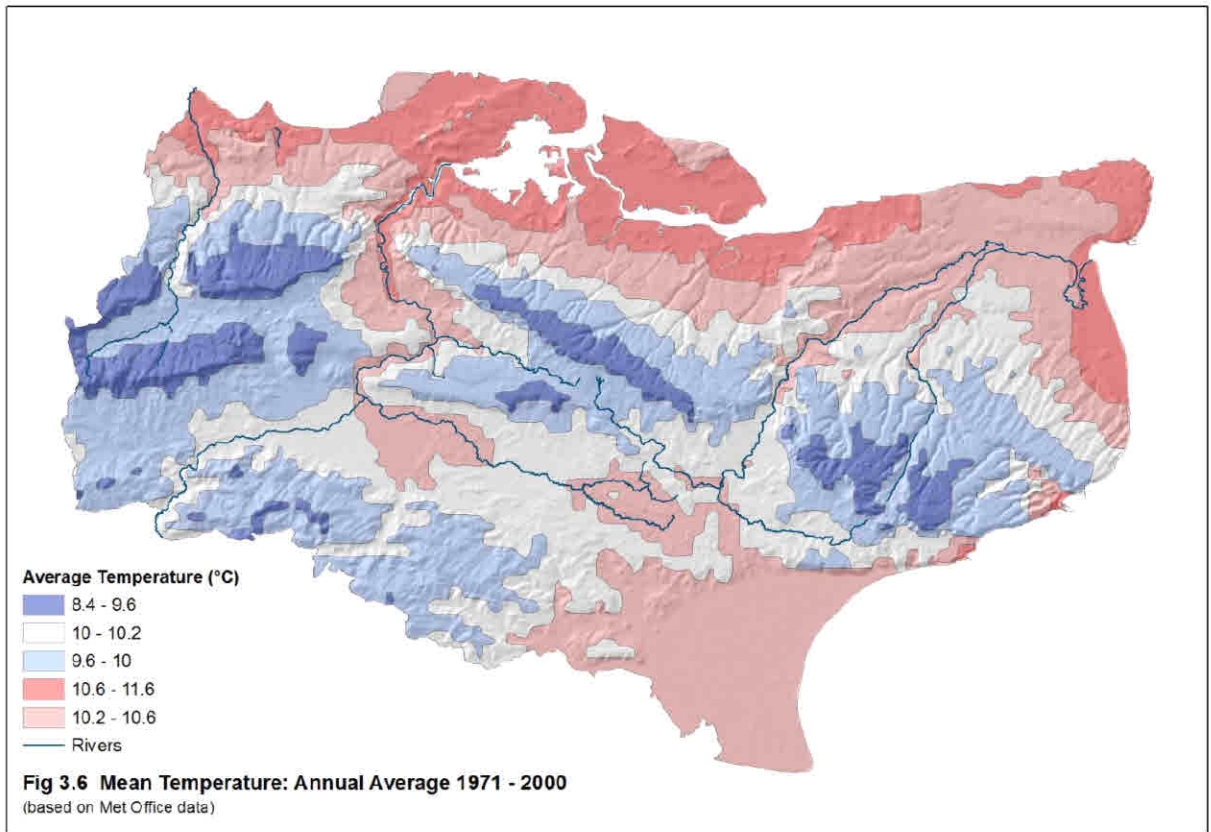 Average Temperature (°C)
8.4 - 9.6
10 - 10.2
9.6 - 10
10.6 - 11.6
10.2 - 10.6
Rivers
Fig 3.6 Mean Temperature: Annual Average 1971 - 2000
(based on Met Office data)